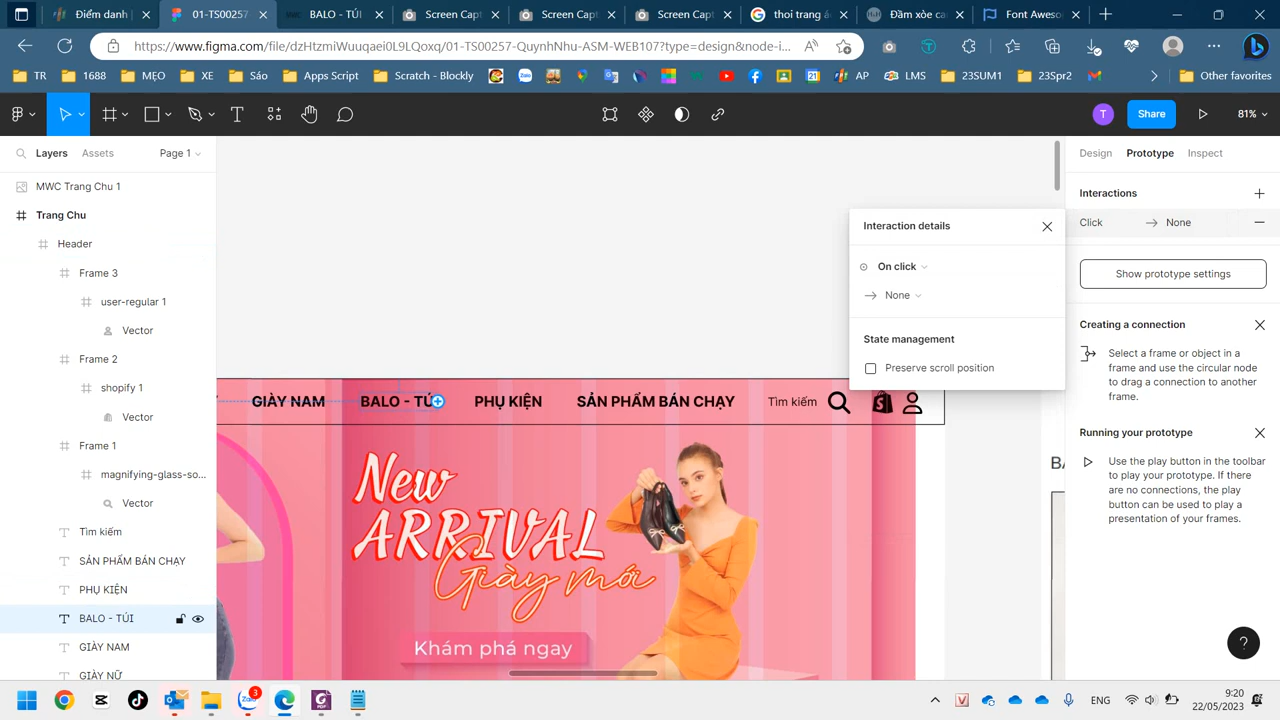 Điểm danh
01-TS00257
BALO - TÚI
Screen Capt
Screen Capt
Screen Capt
thoi trang á
Đầm xòe ca
Font Aweso
https://www.figma.com/file/dzHtzmiWuuqaei0L9LQoxq/01-TS00257-QuynhNhu-ASM-WEB107?type=design&node-i...
TR
1688
MẸO
XE
Sáo
Apps Script
Scratch - Blockly
AP
LMS
23SUM1
23Spr2
Other favorites
T
Share
81%
Layers
Assets
Page 1
Design
Prototype
Inspect
MWC Trang Chu 1
Trang Chu
Header
Frame 3
user-regular 1
Vector
Frame 2
shopify 1
Vector
Frame 1
magnifying-glass-so...
Vector
Tìm kiếm
SẢN PHẨM BÁN CHẠY
PHỤ KIỆN
BALO - TÚI
GIÀY NAM
GIÀY NỮ
GIÀY NAM
BALO - TÚ
PHỤ KIỆN
SẢN PHẨM BÁN CHẠY
Tìm kiếm
New
ARRIVAL
Giày mới
Khám phá ngay
BA
Interaction details
On click
None
State management
Preserve scroll position
Interactions
Click
None
Show prototype settings
Creating a connection
Select a frame or object in a
frame and use the circular node
to drag a connection to another
frame.
Running your prototype
Use the play button in the toolbar
to play your prototype. If there
are no connections, the play
button can be used to play a
presentation of your frames.
?
3
ENG
9:20
22/05/2023